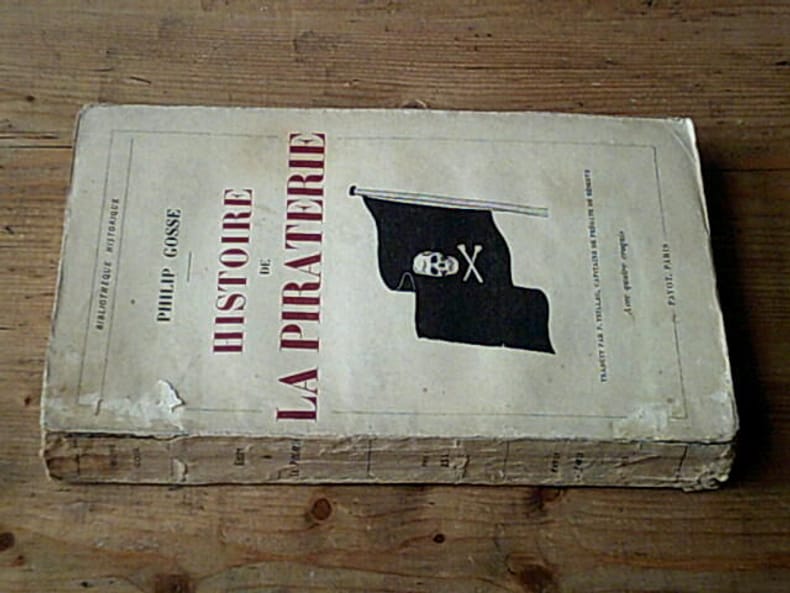 BIBLIOTHÈQUE HISTORIQUE
PHILIP GOSSE
HISTOIRE
DE
LA PIRATERIE
TRADUIT PAR P. TEILLAC, CAPITAINE DE FRÉGATE DE RÉSERVE
Avec quatre croquis
PAYOT, PARIS